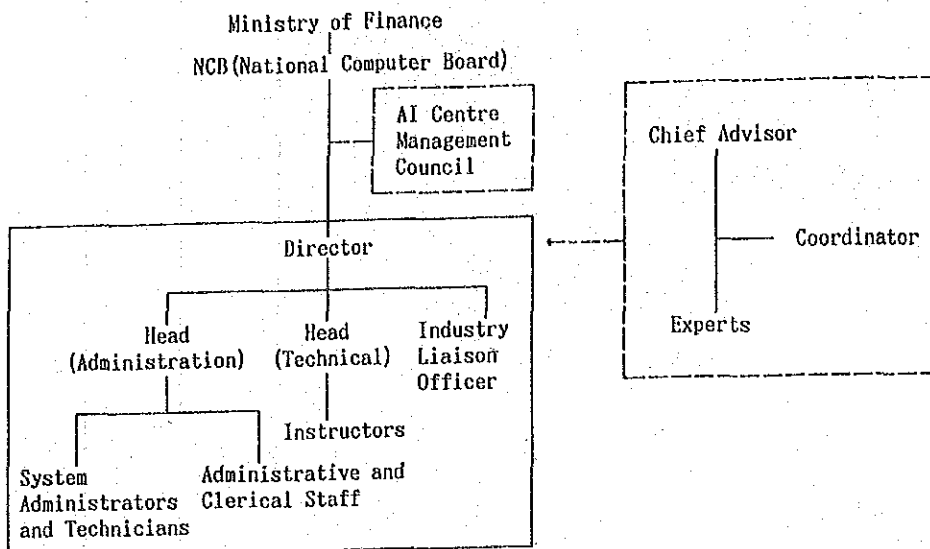 Ministry of Finance
NCB(National Computer Board)
AI Centre
Management
Council
Chief Advisor
Coordinator
Experts
Director
Head
(Administration)
Head
(Technical)
Industry
Liaison
Officer
Instructors
System
Administrators
and Technicians
Administrative and
Clerical Staff